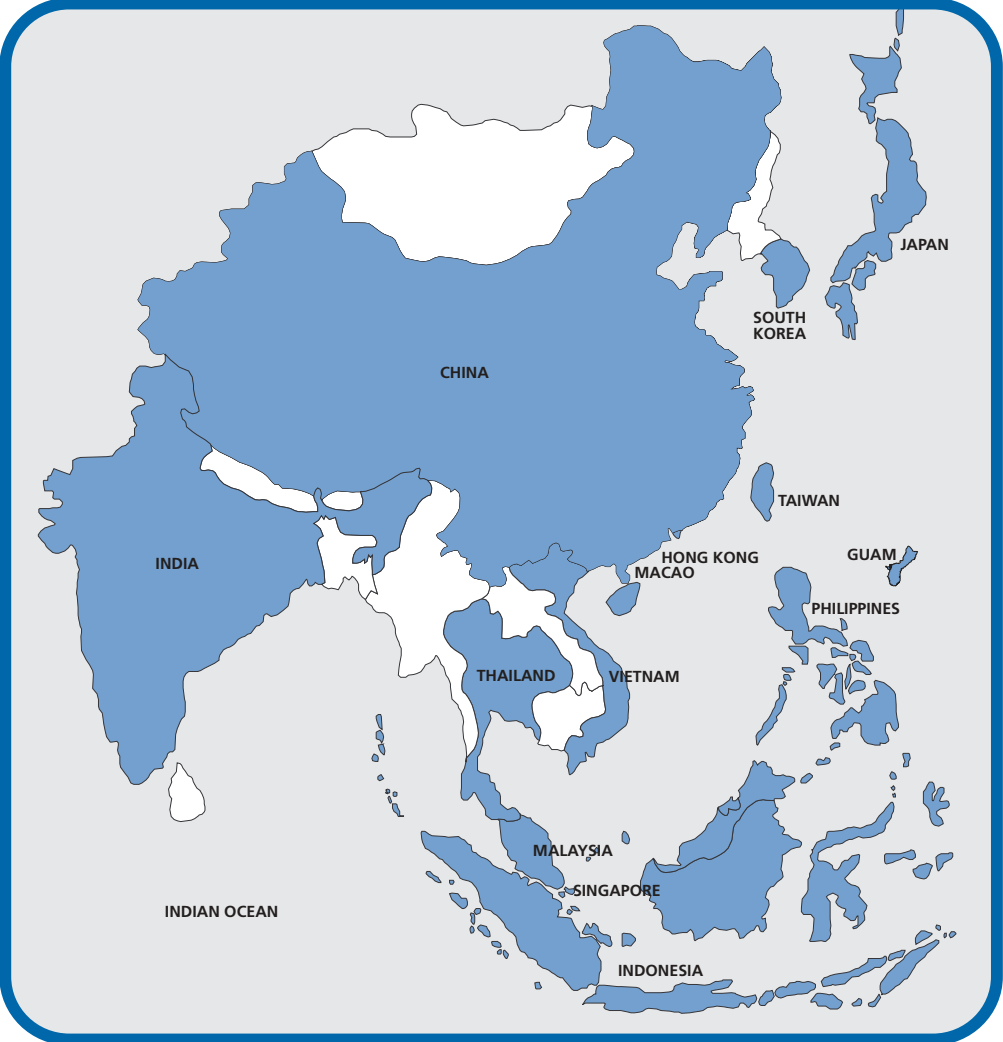 JAPAN
SOUTH
KOREA
CHINA
TAIWAN
HONG KONG
MACAO
GUAM
INDIA
PHILIPPINES
THAILAND
VIETNAM
MALAYSIA
SINGAPORE
INDIAN OCEAN
INDONESIA